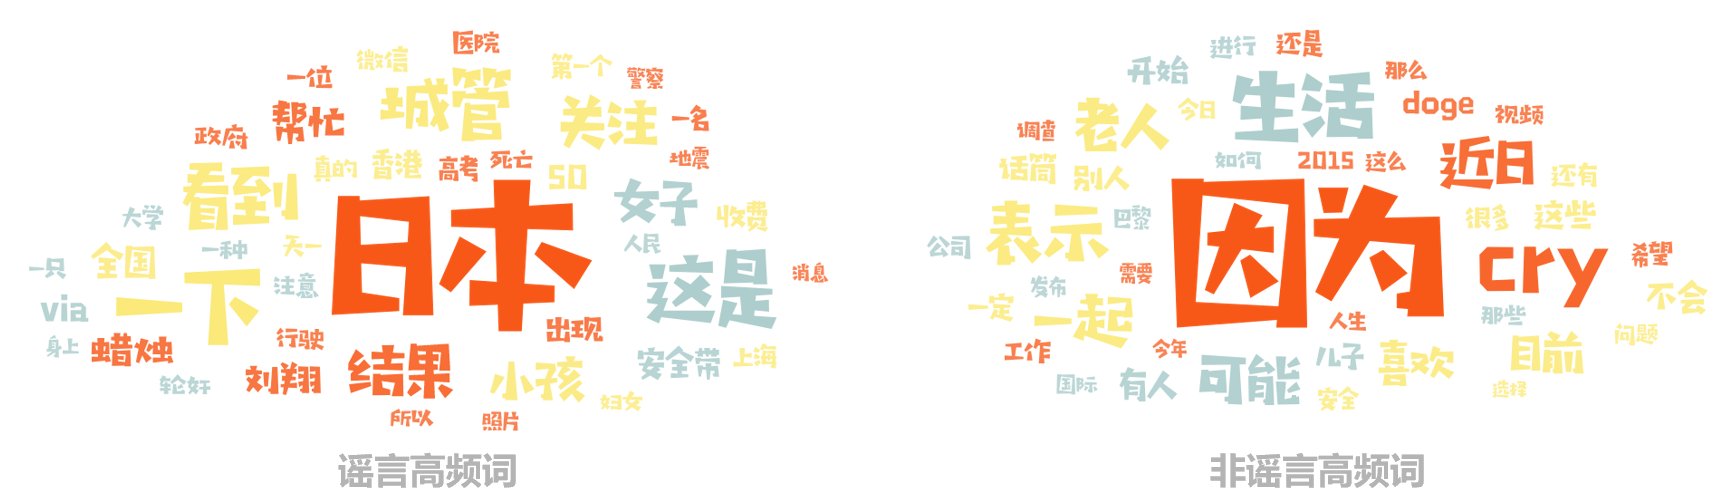 医院
微信
第一个
一位
警察
城管
帮忙
关注
一名
政府
真的
香港
高考
死亡
地震
看到
50
女子
日本
大学
收费
一种
天一
人民
全国
一只
注意
这是
消息
via
一下
身上
蜡烛
行驶
出现
结果
安全带
上海
轮奸
刘翔
小孩
妇女
所以
照片
谣言高频词
进行
还是
开始
那么
生活
doge
老人
今日
视频
调查
话筒
别人
如何
2015
这么
近日
还有
表示
巴黎
因为
很多
这些
公司
cry
希望
需要
发布
不会
一定
一起
那些
人生
问题
工作
今年
儿子
喜欢
目前
国际
有人
可能
安全
选择
非谣言高频词